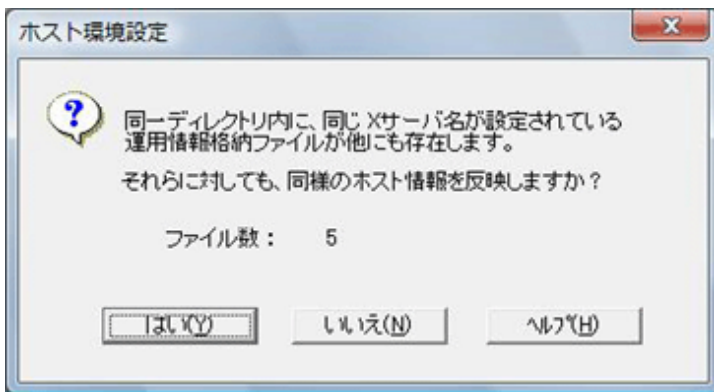 ホスト環境設定
同一ディレクトリ内に、同じXサーバ名が設定されている
運用情報格納ファイルが他にも存在します。
それらに対しても、同様のホスト情報を反映しますか？
ファイル数： 5
はい(Y) いいえ(N) ﾍﾙﾌﾟ(H)